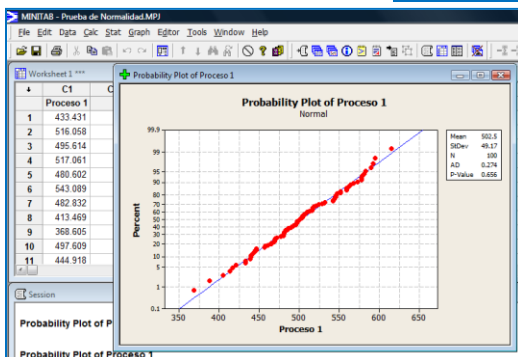 MINITAB - Prueba de Normalidad.MPJ
File Edit Data Calc Stat Graph Editor Tools Window Help
Worksheet 1 ***
C1
Proceso 1
1 433.431
2 516.058
3 495.614
4 517.061
5 480.602
6 543.089
7 482.832
8 413.469
9 368.605
10 497.609
11 444.918
Probability Plot of Proceso 1
Probability Plot of Proceso 1
Normal
99.9
99
95
90
80
70
60
50
40
30
20
10
5
1
0.1
Percent
350 400 450 500 550 600 650
Proceso 1
Mean 502.5
StDev 49.17
N 100
AD 0.274
P-Value 0.656
Session
Probability Plot of P
Probability Plot of Proceso 1